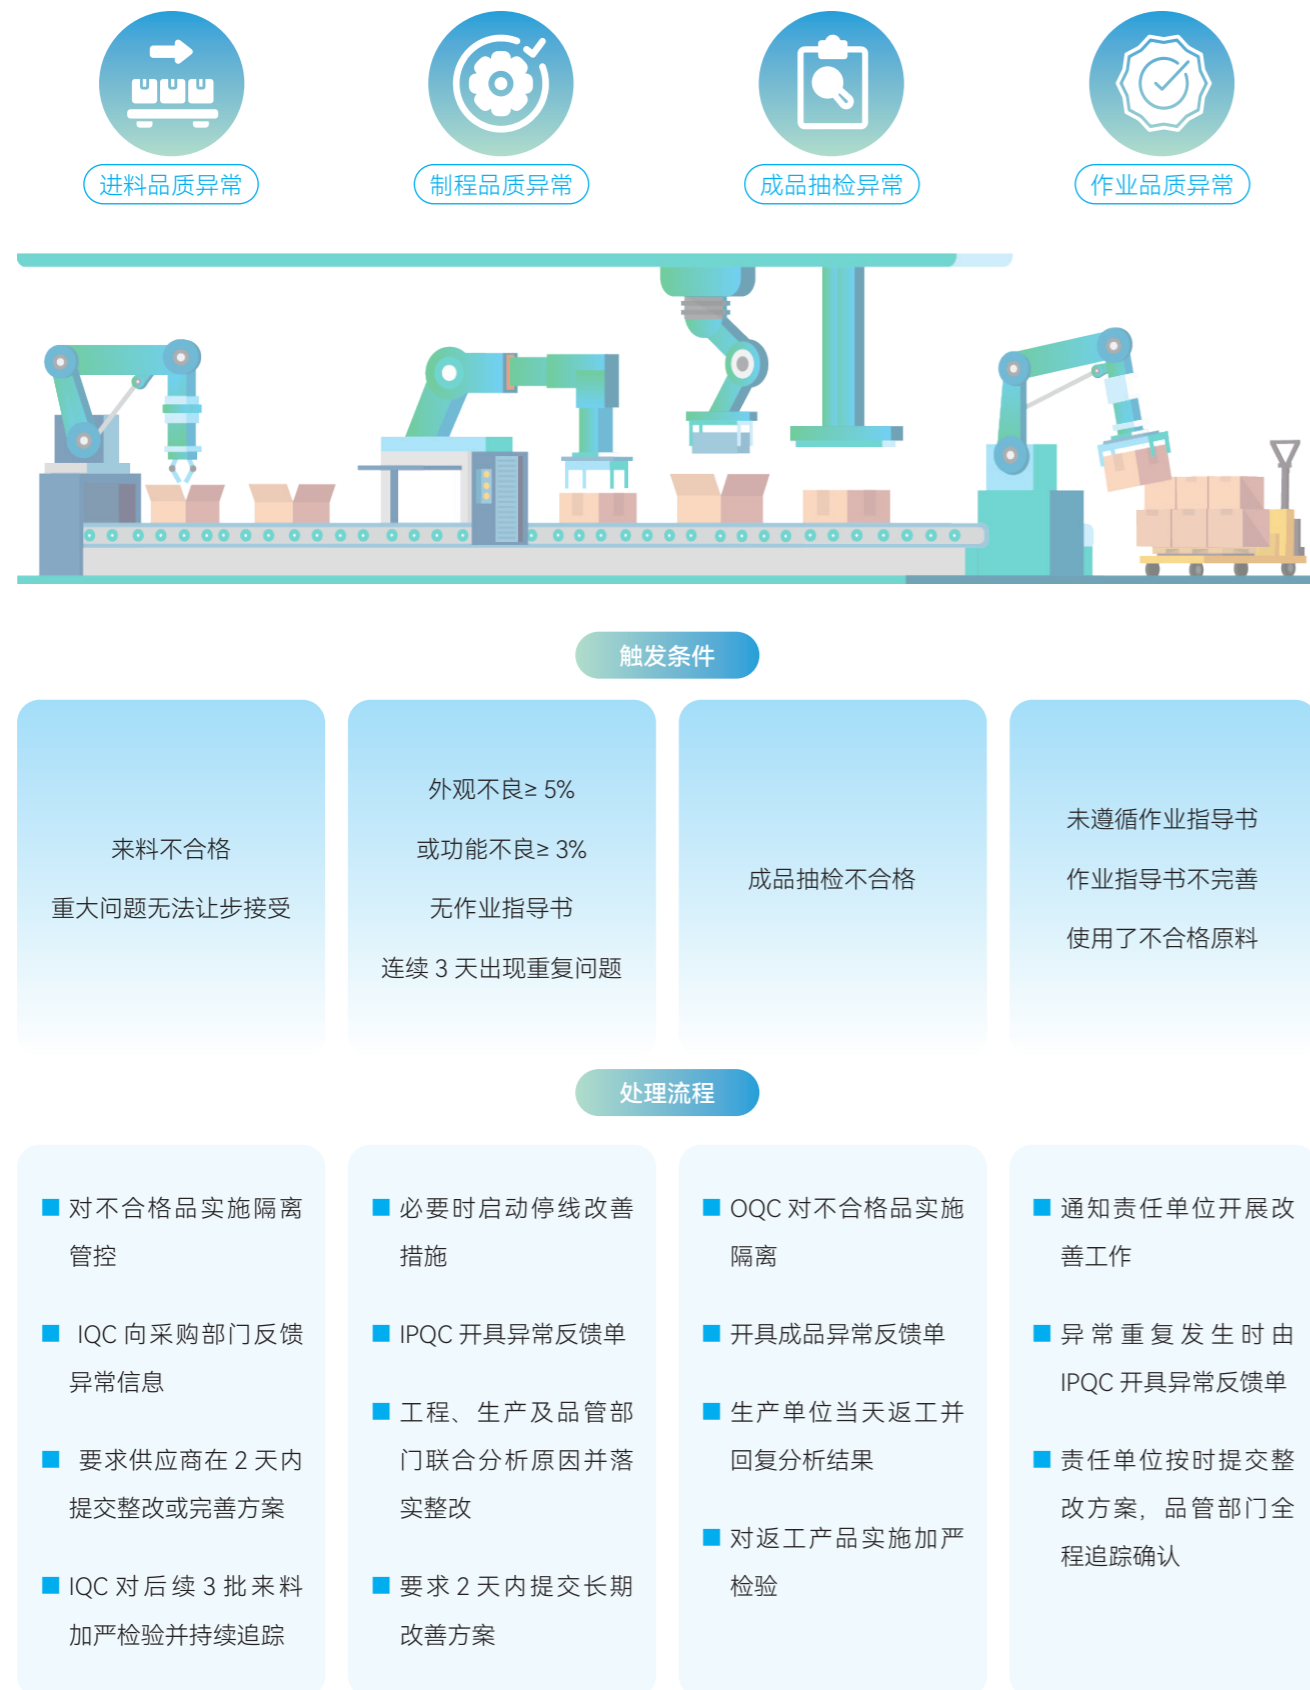 进料品质异常
制程品质异常
成品抽检异常
作业品质异常
触发条件
来料不合格
重大问题无法让步接受
外观不良≥ 5%
或功能不良≥ 3%
无作业指导书
连续 3 天出现重复问题
成品抽检不合格
未遵循作业指导书
作业指导书不完善
使用了不合格原料
处理流程
■ 对不合格品实施隔离
管控
■ IQC 向采购部门反馈
异常信息
■ 要求供应商在 2 天内
提交整改或完善方案
■ IQC 对后续 3 批来料
加严检验并持续追踪
■ 必要时启动停线改善
措施
■ IPQC 开具异常反馈单
■ 工程、生产及品管部
门联合分析原因并落
实整改
■ 要求 2 天内提交长期
改善方案
■ OQC 对不合格品实施
隔离
■ 开具成品异常反馈单
■ 生产单位当天返工并
回复分析结果
■ 对返工产品实施加严
检验
■ 通知责任单位开展改
善工作
■ 异常重复发生时由
IPQC 开具异常反馈单
■ 责任单位按时提交整
改方案，品管部门全
程追踪确认